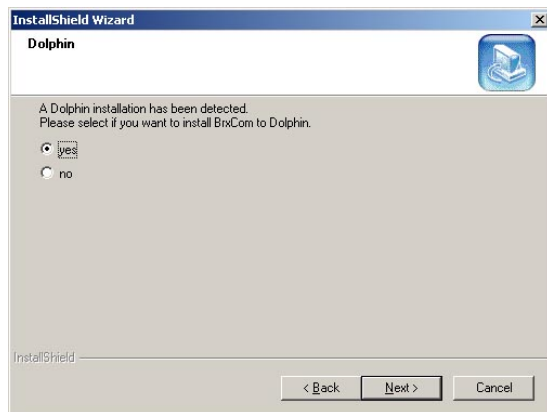 InstallShield Wizard
Dolphin
A Dolphin installation has been detected.
Please select if you want to install BrxCom to Dolphin.
yes
no
InstallShield
< Back
Next >
Cancel